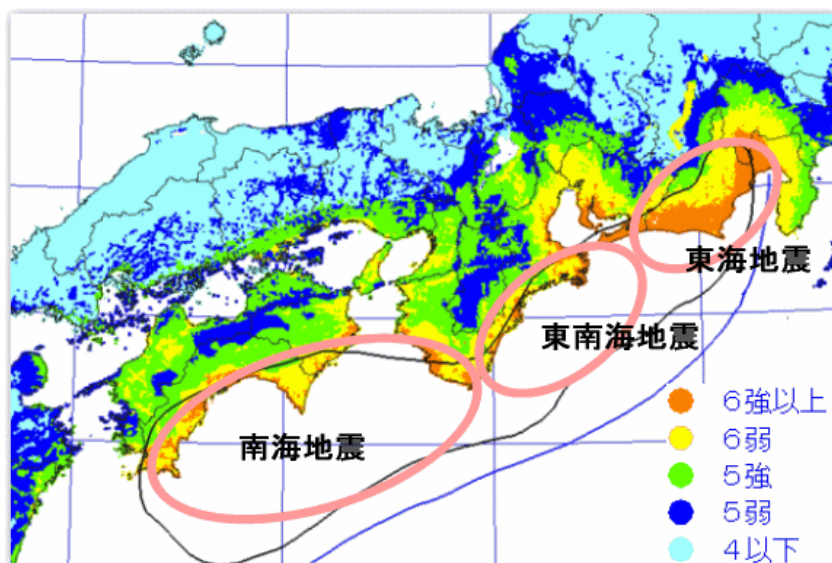 東海地震
東南海地震
南海地震
６強以上
６弱
５強
５弱
４以下